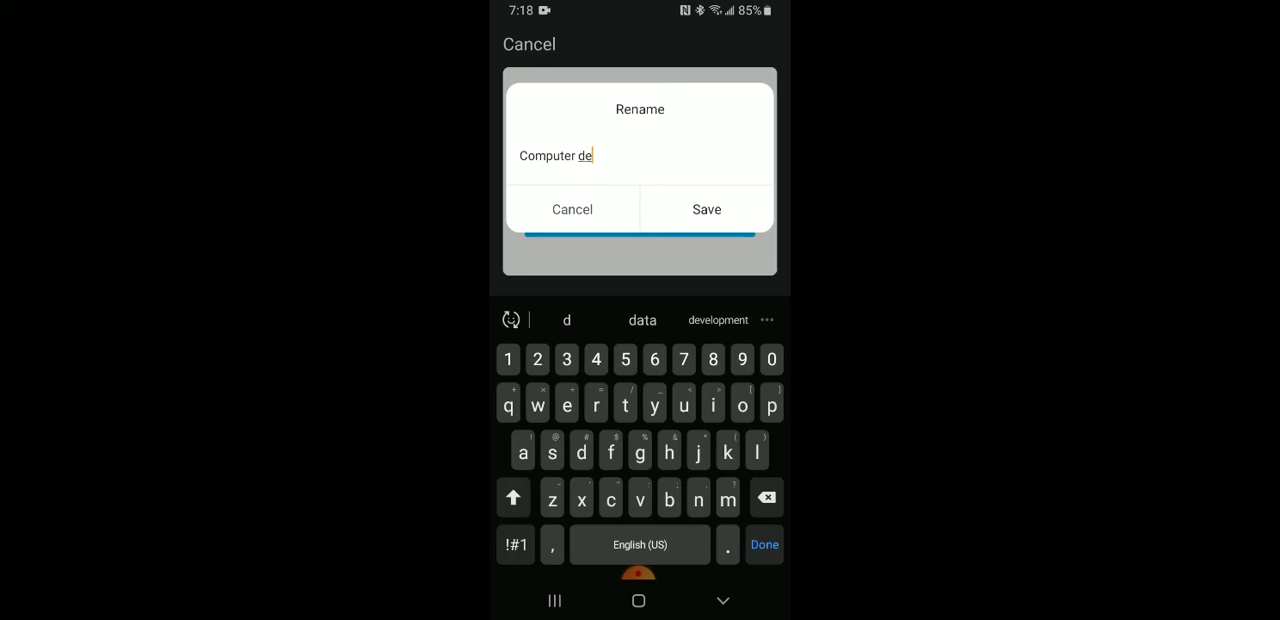 7:18 85%
Cancel
Rename
Computer de
Cancel Save
d data development
1 2 3 4 5 6 7 8 9 0
+ × ÷ = / _ < > [ ]
q w e r t y u i o p
! @ # $ % & * ( )
a s d f g h j k l
- ' " : ; , ?
z x c v b n m
!#1 , English (US) . Done